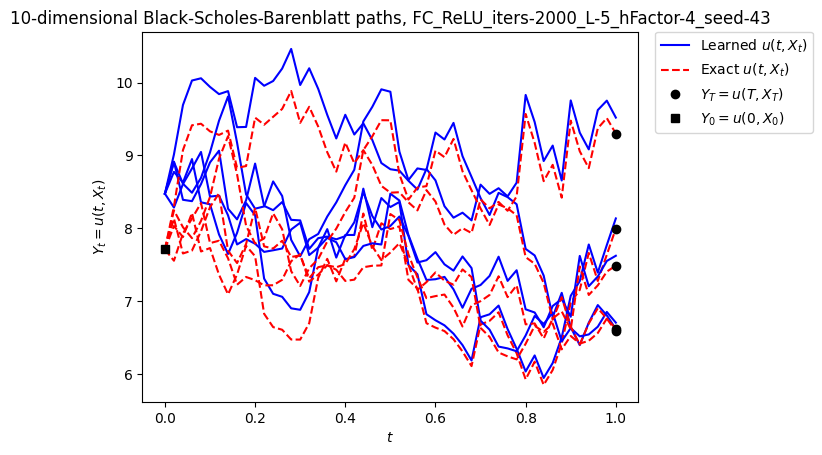 10-dimensional Black-Scholes-Barenblatt paths, FC_ReLU_iters-2000_L-5_hFactor-4_seed-43
Learned u(t, X_t)
Exact u(t, X_t)
Y_T = u(T, X_T)
Y_0 = u(0, X_0)
Y_t = u(t, X_t)
10
9
8
7
6
0.0 0.2 0.4 0.6 0.8 1.0
t